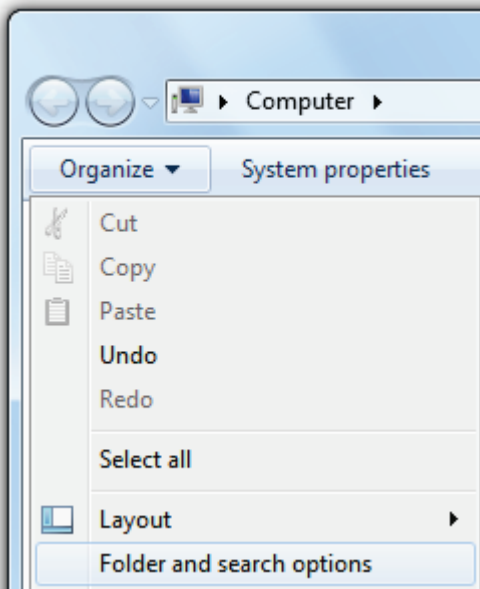 Computer
Organize System properties
Cut
Copy
Paste
Undo
Redo
Select all
Layout
Folder and search options